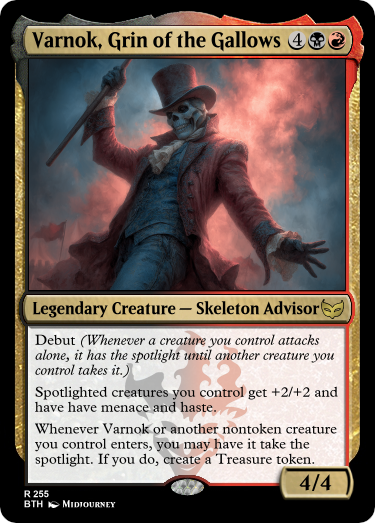 Varnok, Grin of the Gallows 4
Legendary Creature — Skeleton Advisor
Debut (Whenever a creature you control attacks
alone, it has the spotlight until another creature you
control takes it.)
Spotlighted creatures you control get +2/+2 and
have have menace and haste.
Whenever Varnok or another nontoken creature
you control enters, you may have it take the
spotlight. If you do, create a Treasure token.
4/4
R 255
BTH Midjourney